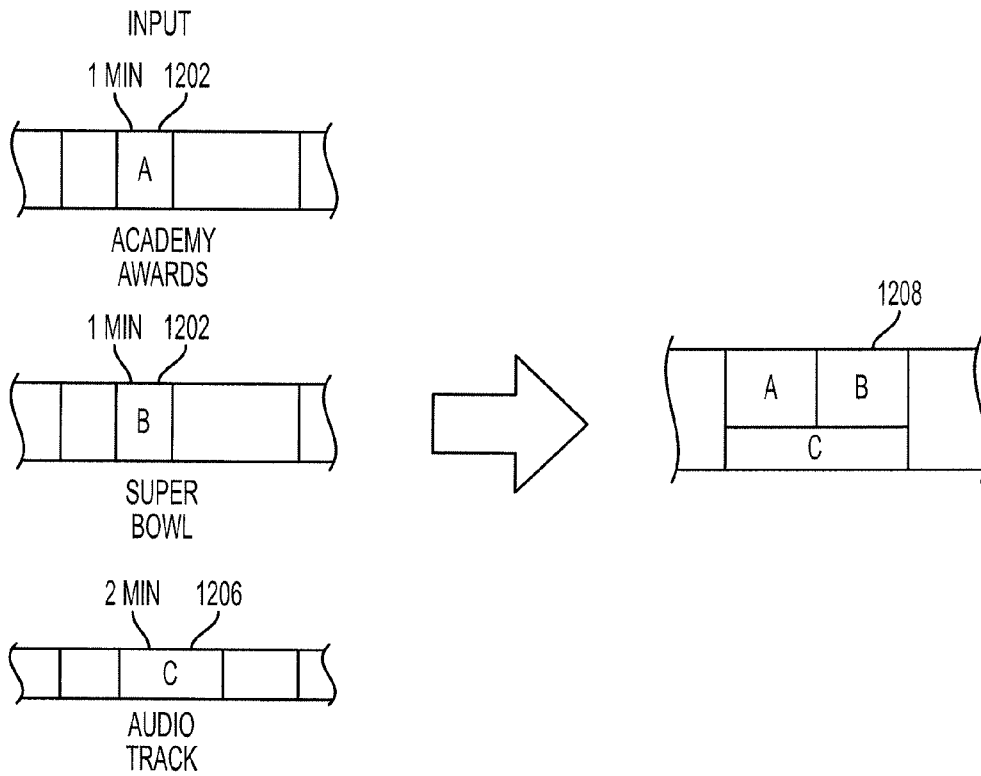 INPUT
1 MIN 1202
A
ACADEMY
AWARDS
1 MIN 1202
B
SUPER
BOWL
2 MIN 1206
C
AUDIO
TRACK
1208
A B
C